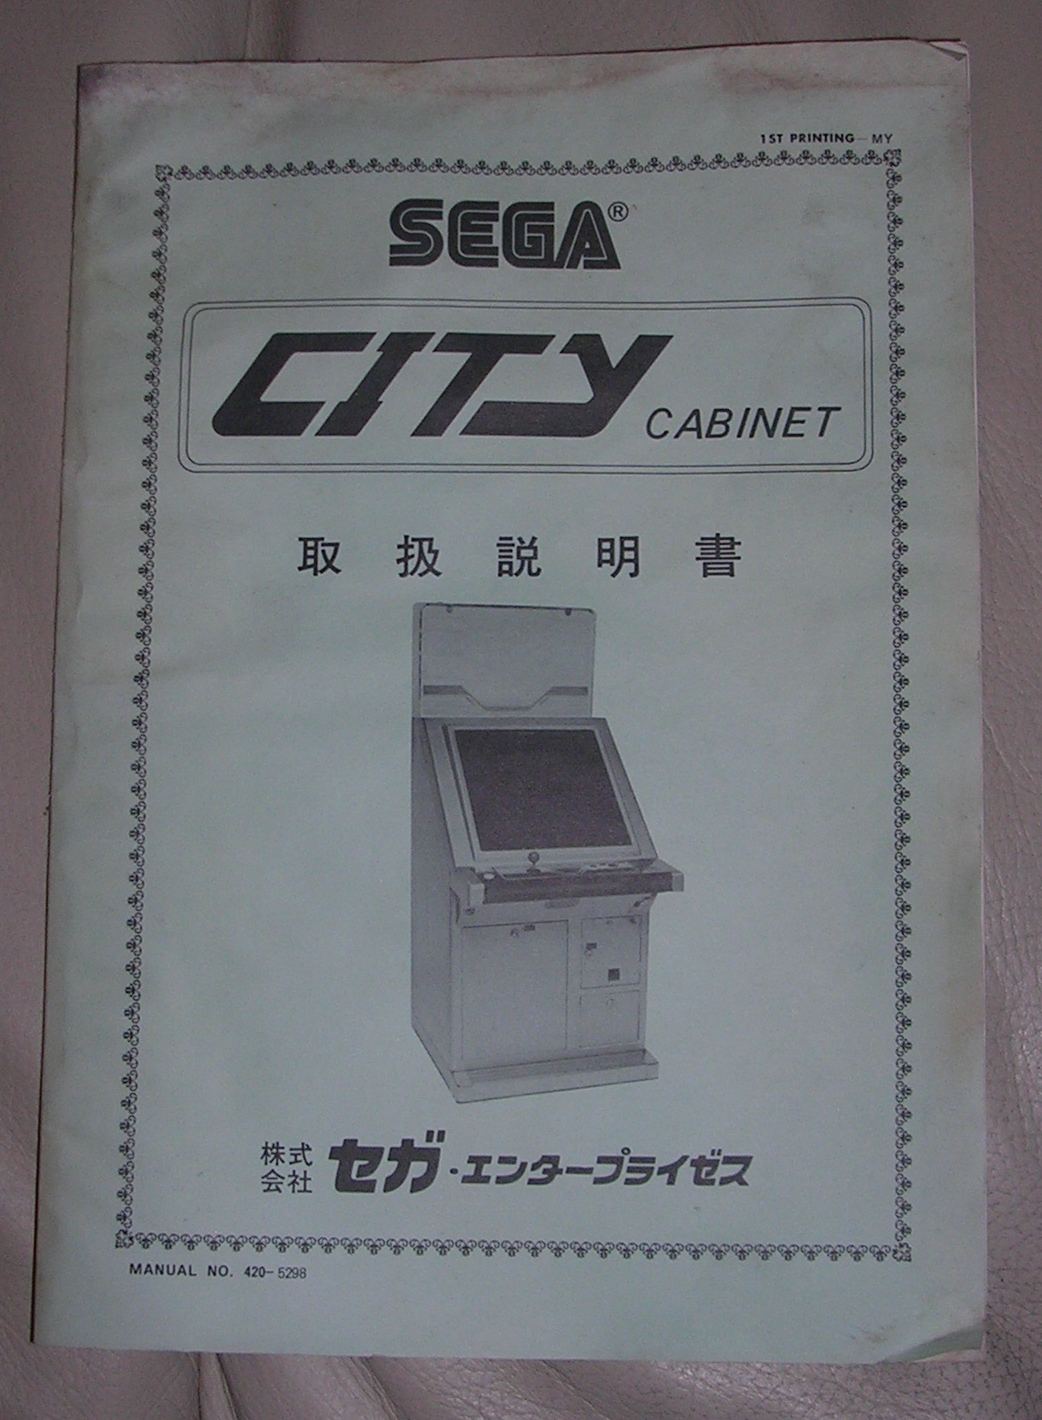 1ST PRINTING—MY
SEGA®
CITY CABINET
取扱説明書
株式会社 セガ・エンタープライゼス
MANUAL NO. 420-5298